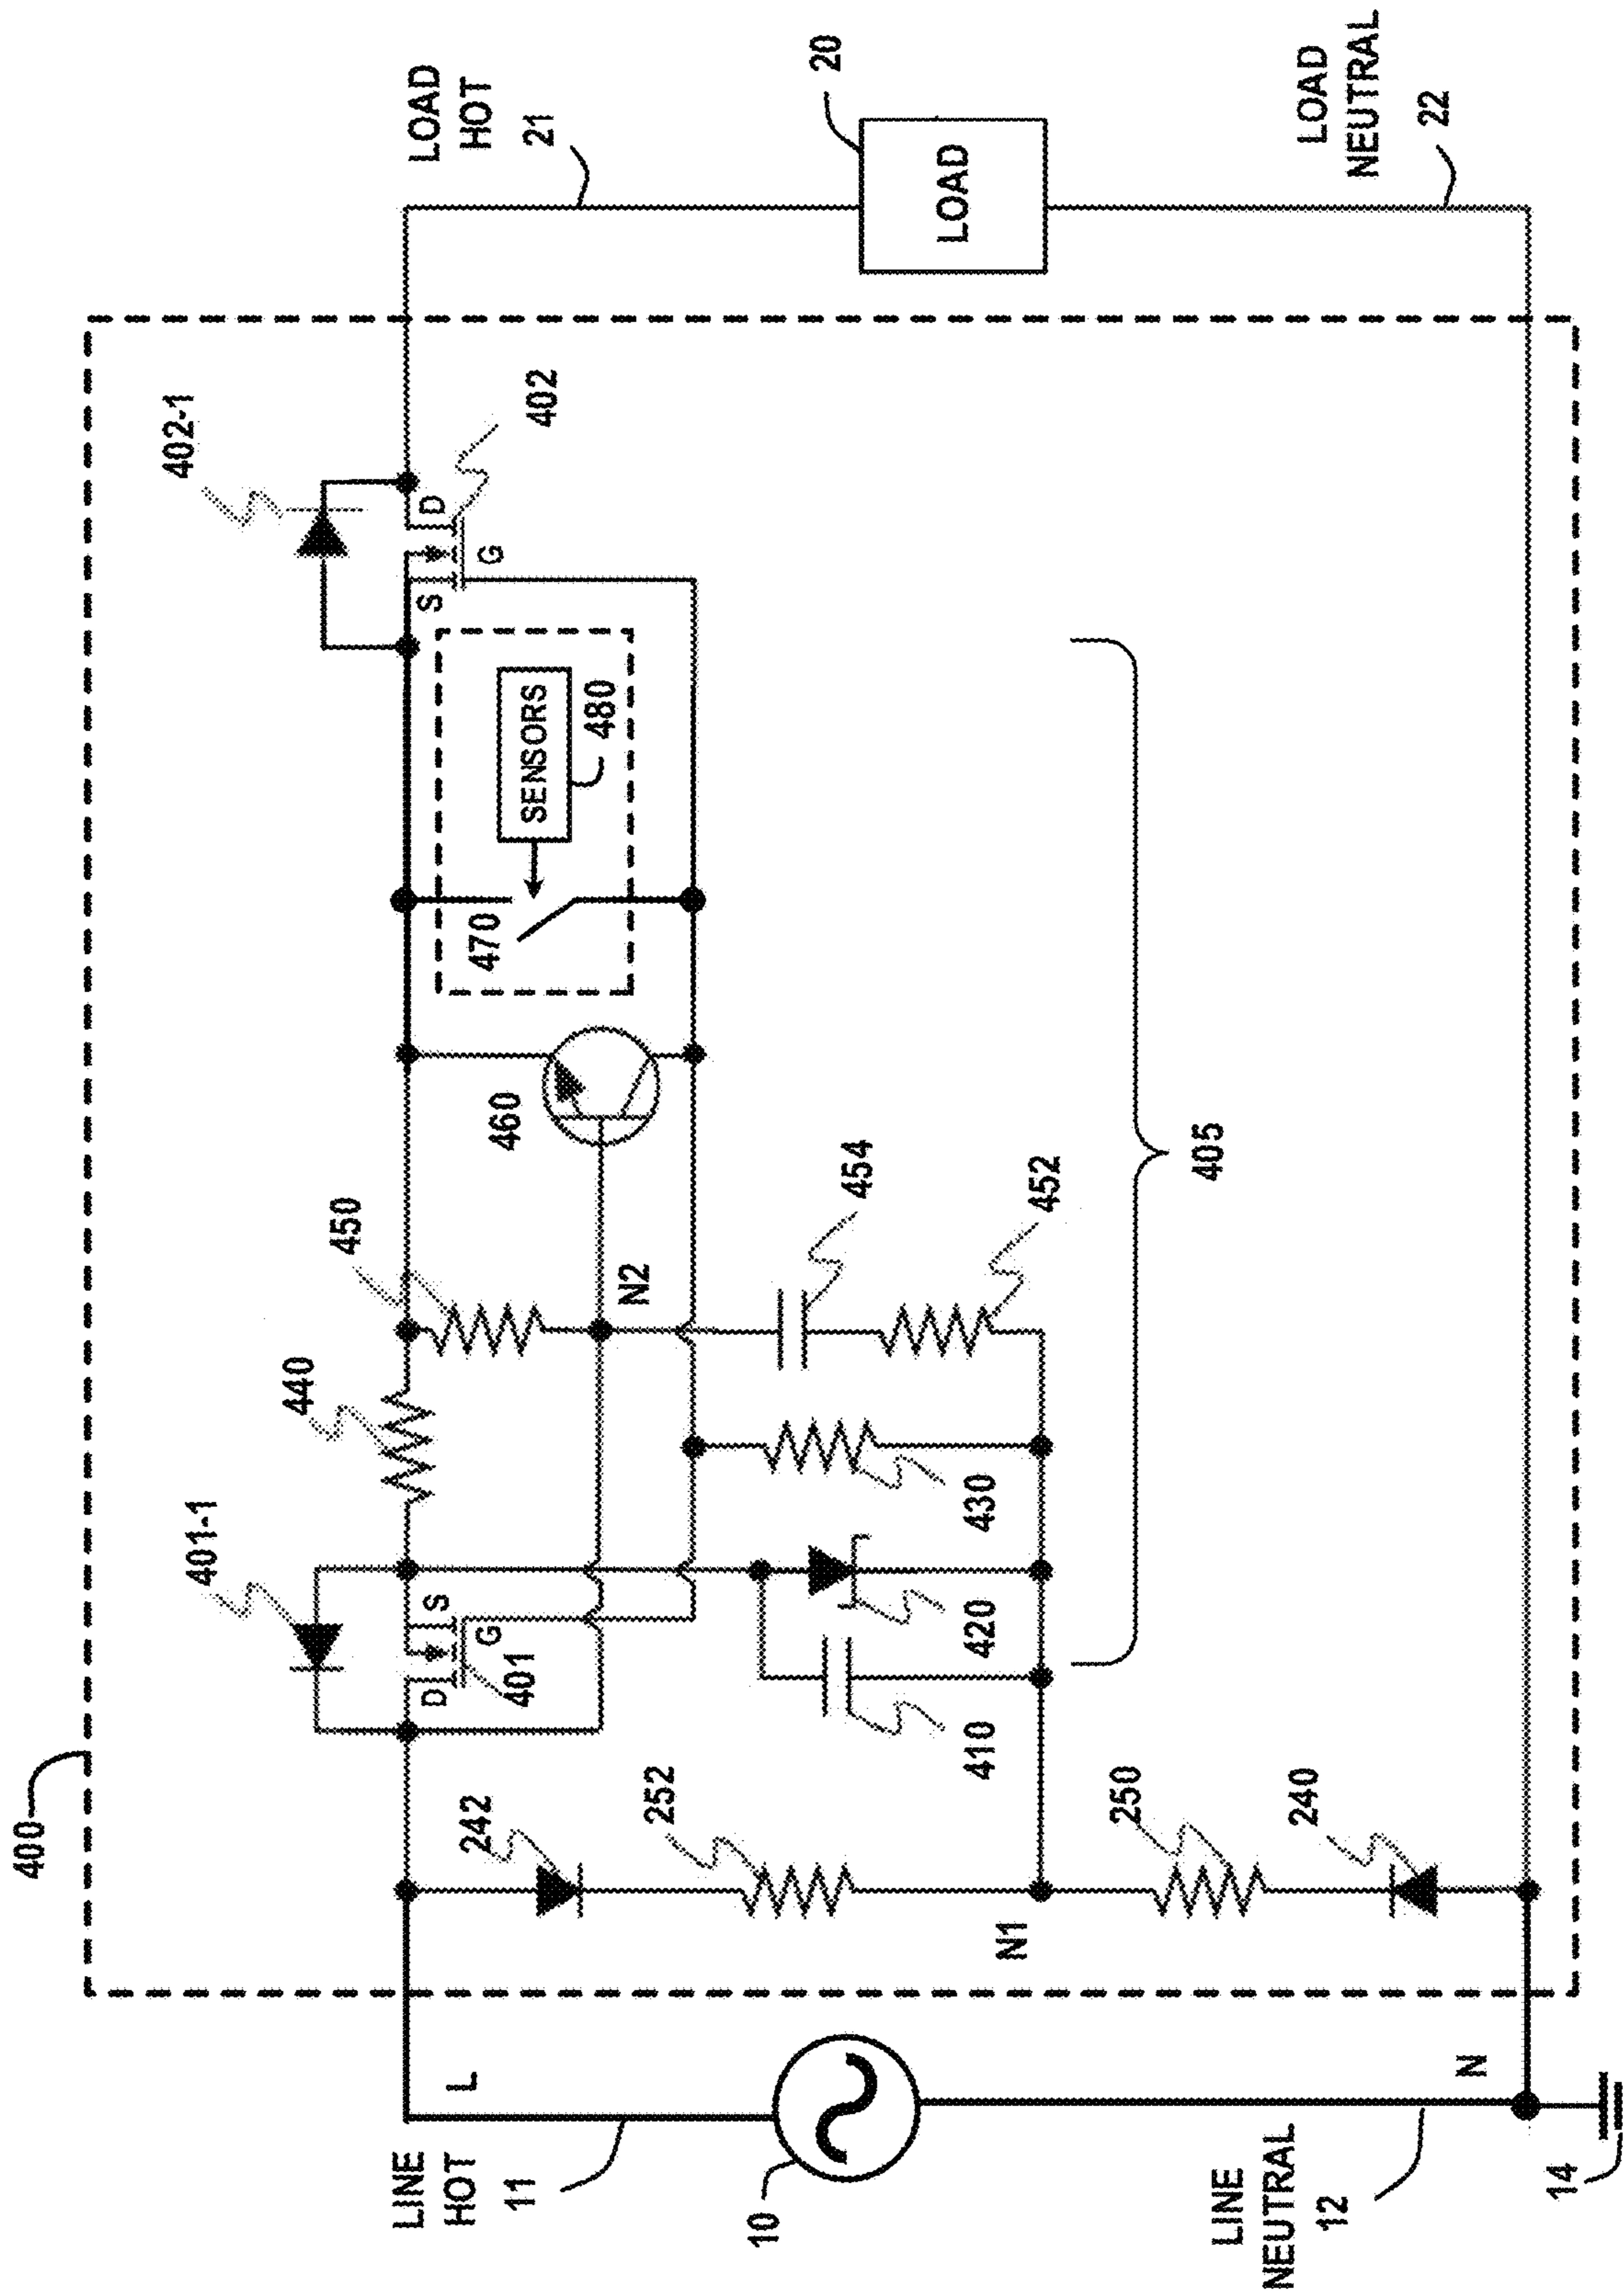 400
LINE
HOT
11
L
10
LINE
NEUTRAL
12
N
14
242
252
N1
250
240
401-1
D
S
G
401
410
420
430
440
450
N2
454
452
460
405
470
SENSORS
480
402-1
S
D
G
402
LOAD
HOT
21
LOAD
20
LOAD
NEUTRAL
22